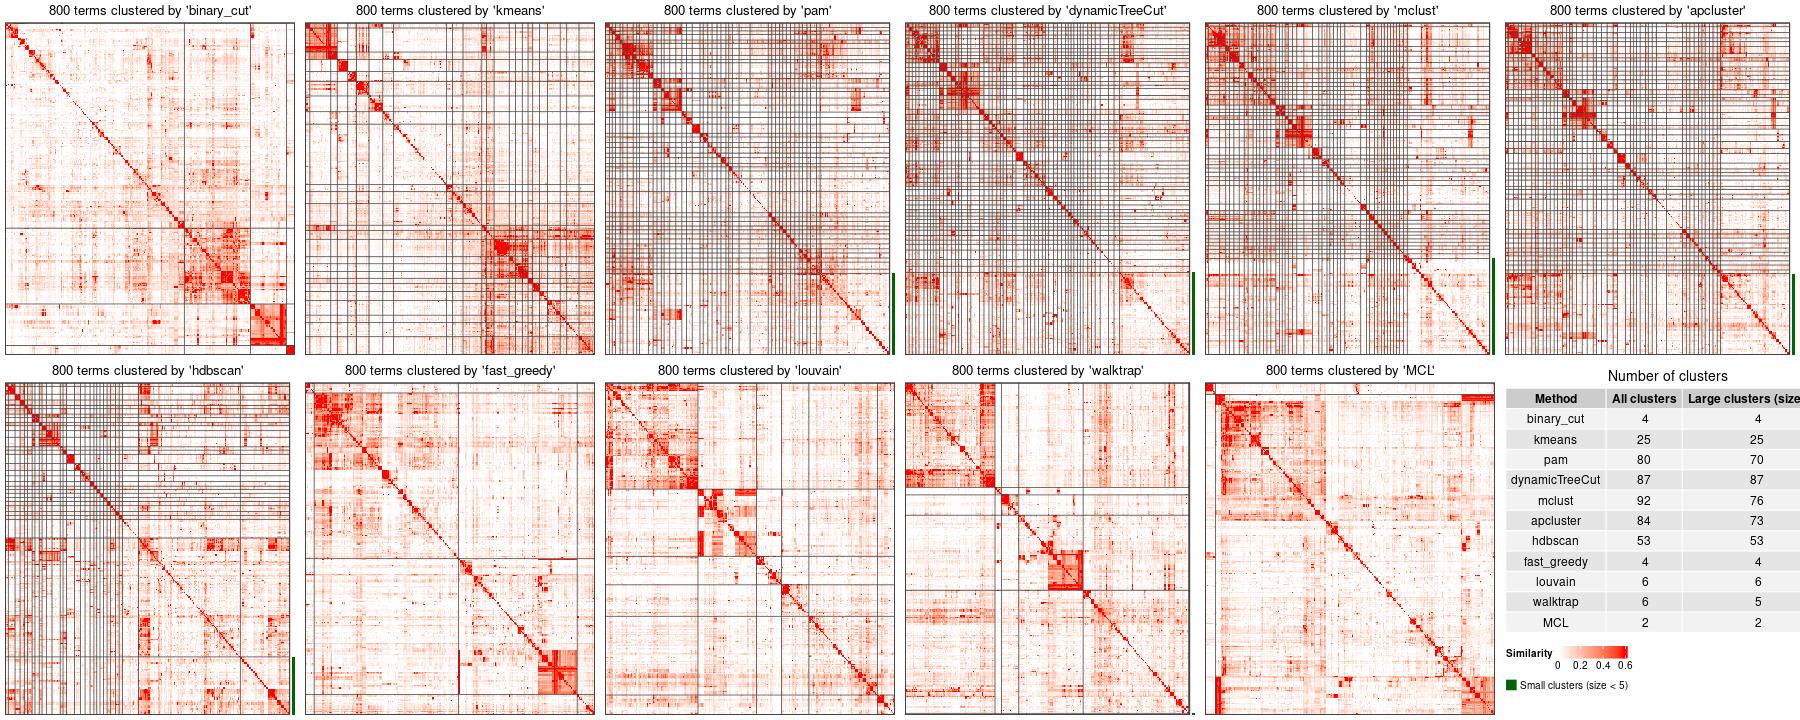 800 terms clustered by 'binary_cut'
800 terms clustered by 'kmeans'
800 terms clustered by 'pam'
800 terms clustered by 'dynamicTreeCut'
800 terms clustered by 'mclust'
800 terms clustered by 'apcluster'
800 terms clustered by 'hdbscan'
800 terms clustered by 'fast_greedy'
800 terms clustered by 'louvain'
800 terms clustered by 'walktrap'
800 terms clustered by 'MCL'
Number of clusters
Method All clusters Large clusters (size
binary_cut 4 4
kmeans 25 25
pam 80 70
dynamicTreeCut 87 87
mclust 92 76
apcluster 84 73
hdbscan 53 53
fast_greedy 4 4
louvain 6 6
walktrap 6 5
MCL 2 2
Similarity
0 0.2 0.4 0.6
Small clusters (size < 5)